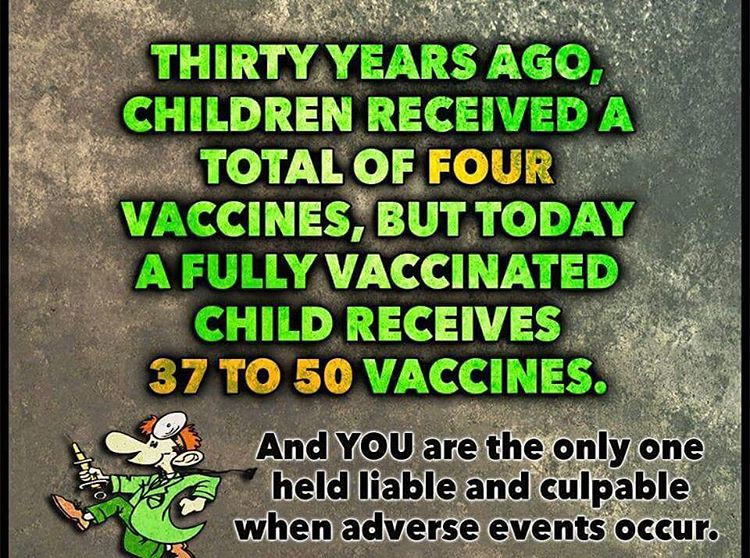 THIRTY YEARS AGO,
CHILDREN RECEIVED A
TOTAL OF FOUR
VACCINES, BUT TODAY
A FULLY VACCINATED
CHILD RECEIVES
37 TO 50 VACCINES.
And YOU are the only one
held liable and culpable
when adverse events occur.